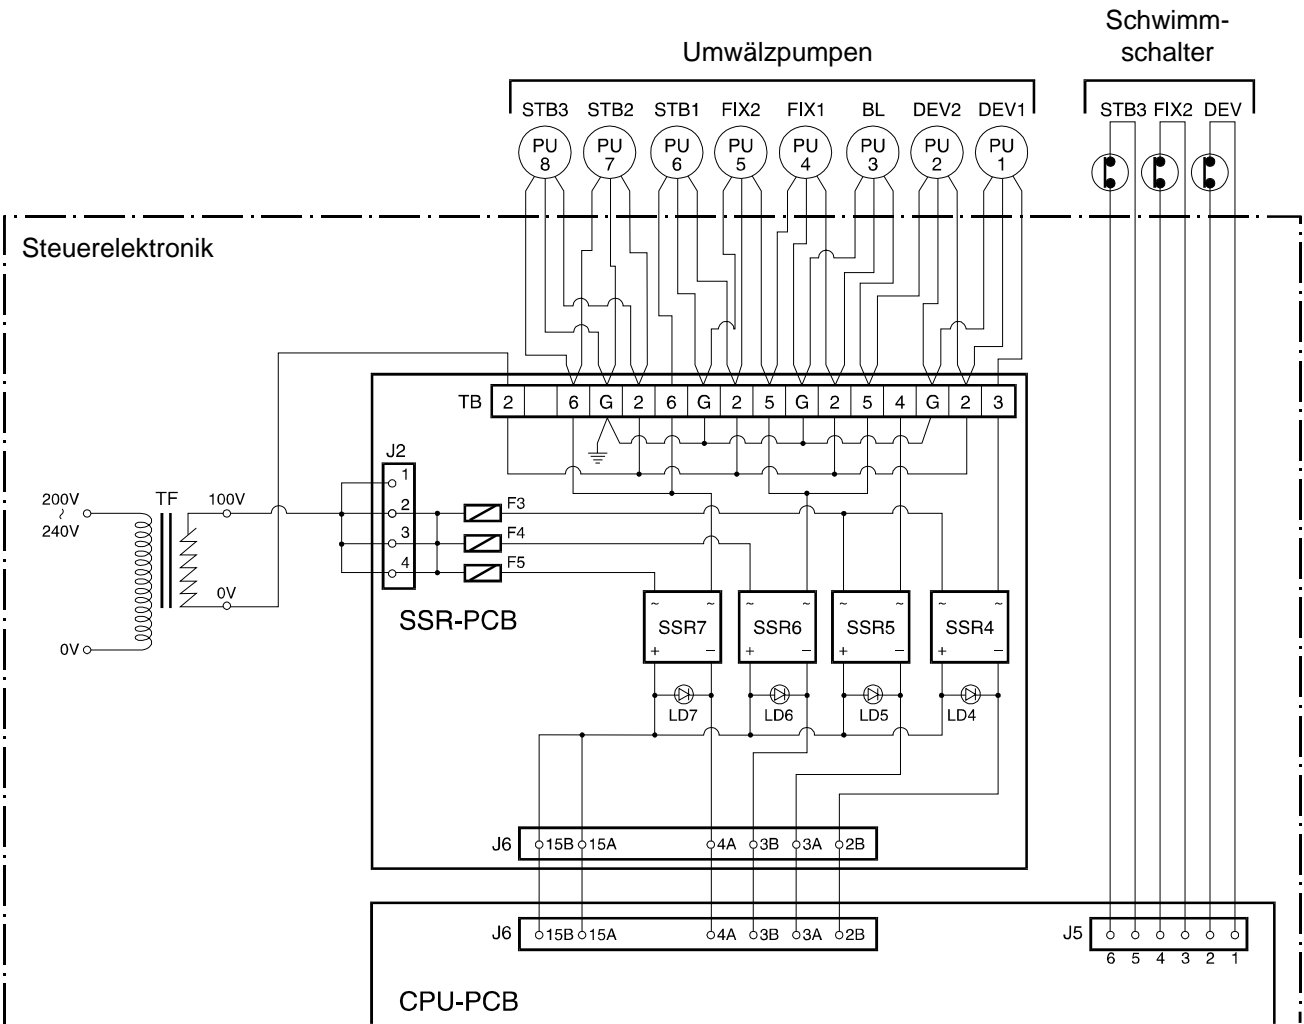 Schwimm-
schalter
Umwälzpumpen
STB3 STB2 STB1 FIX2 FIX1 BL DEV2 DEV1
STB3 FIX2 DEV
PU 8
PU 7
PU 6
PU 5
PU 4
PU 3
PU 2
PU 1
Steuerelektronik
TB 2 6 G 2 6 G 2 5 G 2 5 4 G 2 3
J2
1
2
3
4
200V
~
240V
0V
TF
100V
0V
F3
F4
F5
SSR-PCB
~ ~
SSR7
+ −
~ ~
SSR6
+ −
~ ~
SSR5
+ −
~ ~
SSR4
+ −
LD7 LD6 LD5 LD4
J6 15B 15A 4A 3B 3A 2B
J6 15B 15A 4A 3B 3A 2B
J5
6 5 4 3 2 1
CPU-PCB